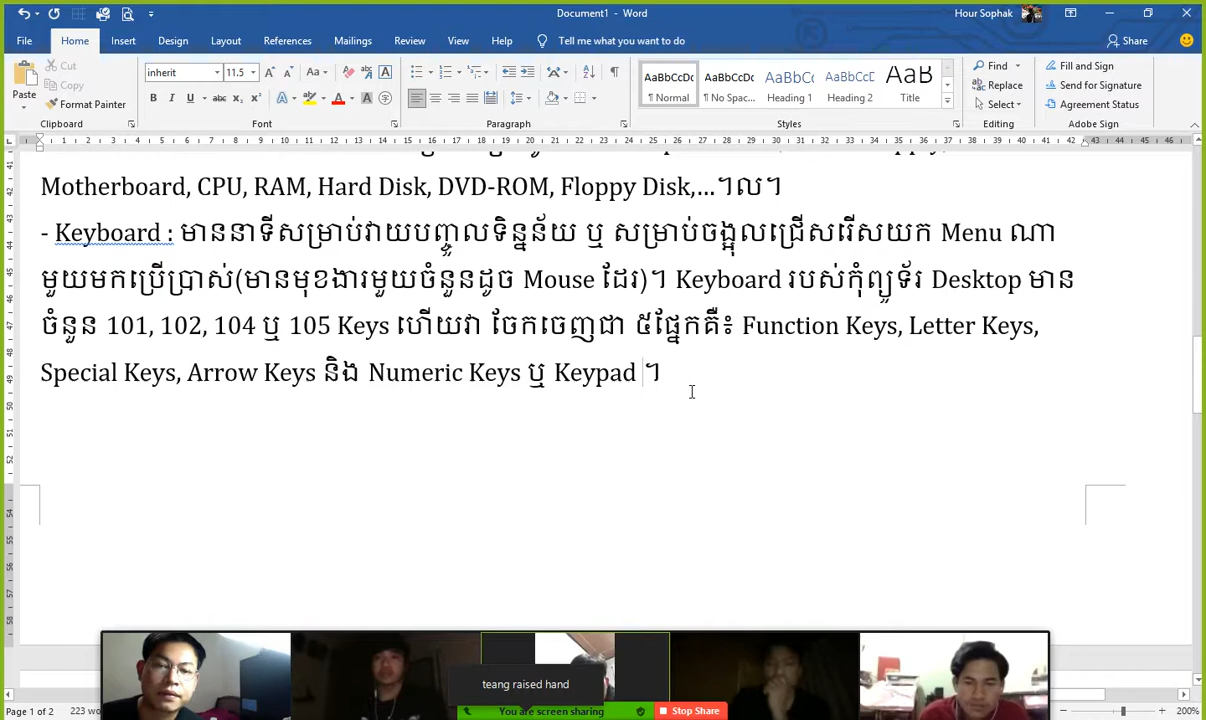 Document1 - Word
Hour Sophak
File Home Insert Design Layout References Mailings Review View Help Tell me what you want to do Share
Paste
Cut
Copy
Format Painter
Clipboard
inherit 11.5
Font
Paragraph
AaBbCcDc AaBbCcDc AaBbCc AaBbCcDc AaB
¶ Normal ¶ No Spac... Heading 1 Heading 2 Title
Styles
Find
Replace
Select
Editing
Fill and Sign
Send for Signature
Agreement Status
Adobe Sign
Motherboard, CPU, RAM, Hard Disk, DVD-ROM, Floppy Disk,...។ល។
- Keyboard : មាននាទីសម្រាប់វាយបញ្ចូលទិន្នន័យ ឬ សម្រាប់ចង្អុលជ្រើសរើសយក Menu ណា
មួយមកប្រើប្រាស់(មានមុខងារមួយចំនួនដូច Mouse ដែរ)។ Keyboard របស់កុំព្យូទ័រ Desktop មាន
ចំនួន 101, 102, 104 ឬ 105 Keys ហើយវា ចែកចេញជា ៥ផ្នែកគឺ៖ Function Keys, Letter Keys,
Special Keys, Arrow Keys និង Numeric Keys ឬ Keypad ។
teang raised hand
You are screen sharing Stop Share
Page 1 of 2 223 wo
200%